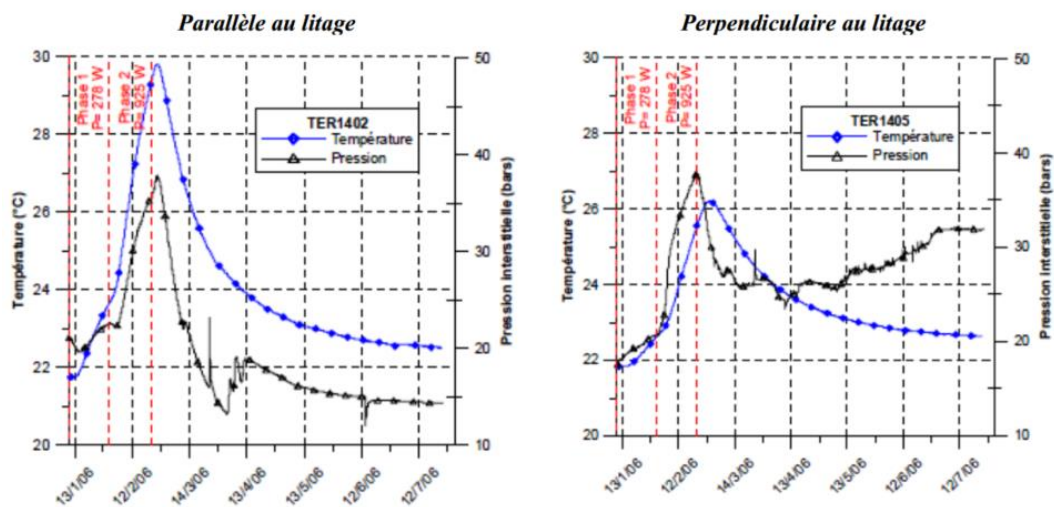 Parallèle au litage
Perpendiculaire au litage
30
28
26
24
22
20
Température (°C)
Phase 1
P= 278 W
Phase 2
P= 925 W
TER1402
Température
Pression
50
40
30
20
10
Pression interstitielle (bars)
13/1/06
12/2/06
14/3/06
13/4/06
13/5/06
12/6/06
12/7/06
30
28
26
24
22
20
Température (°C)
Phase 1
P= 278 W
Phase 2
P= 925 W
TER1405
Température
Pression
50
40
30
20
10
Pression interstitielle (bars)
13/1/06
12/2/06
14/3/06
13/4/06
13/5/06
12/6/06
12/7/06